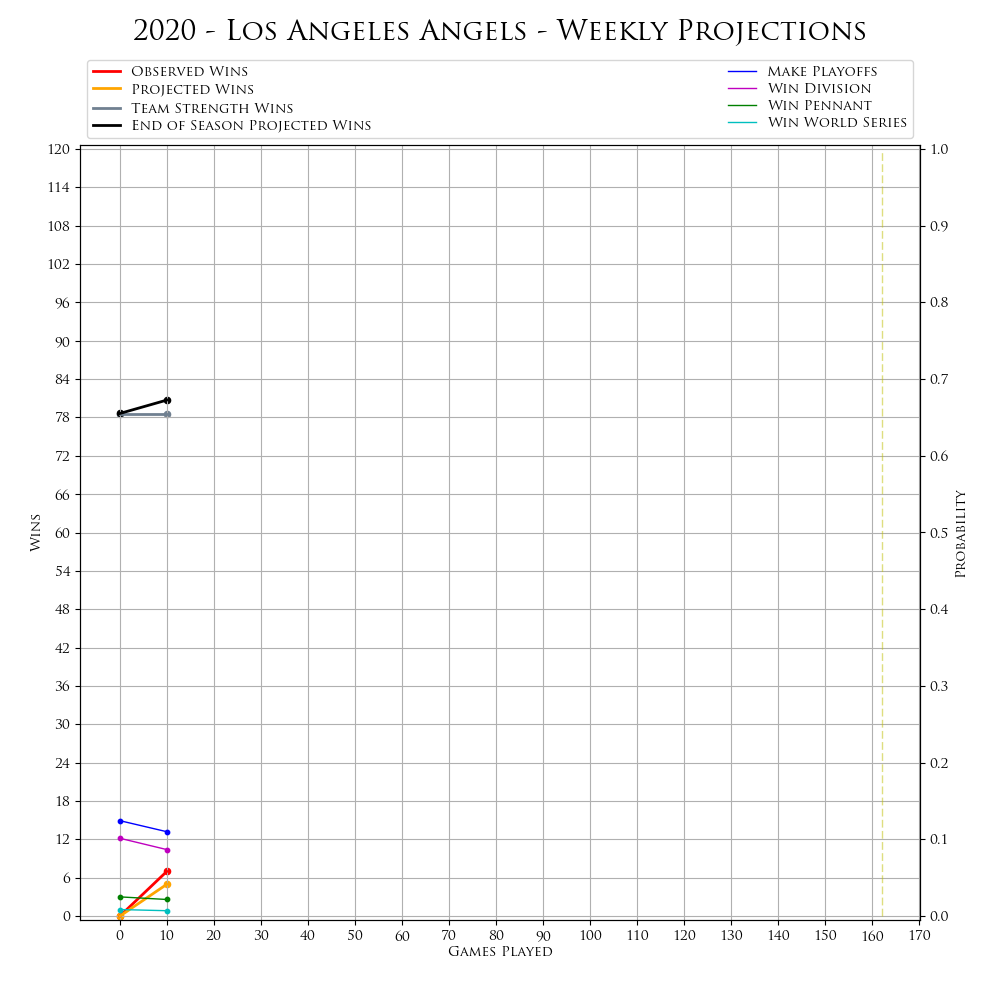 2020 - Los Angeles Angels - Weekly Projections
Observed Wins
Projected Wins
Team Strength Wins
End of Season Projected Wins
Make Playoffs
Win Division
Win Pennant
Win World Series
120
114
108
102
96
90
84
78
72
66
60
54
48
42
36
30
24
18
12
6
0
Wins
1.0
0.9
0.8
0.7
0.6
0.5
0.4
0.3
0.2
0.1
0.0
Probability
0 10 20 30 40 50 60 70 80 90 100 110 120 130 140 150 160 170
Games Played